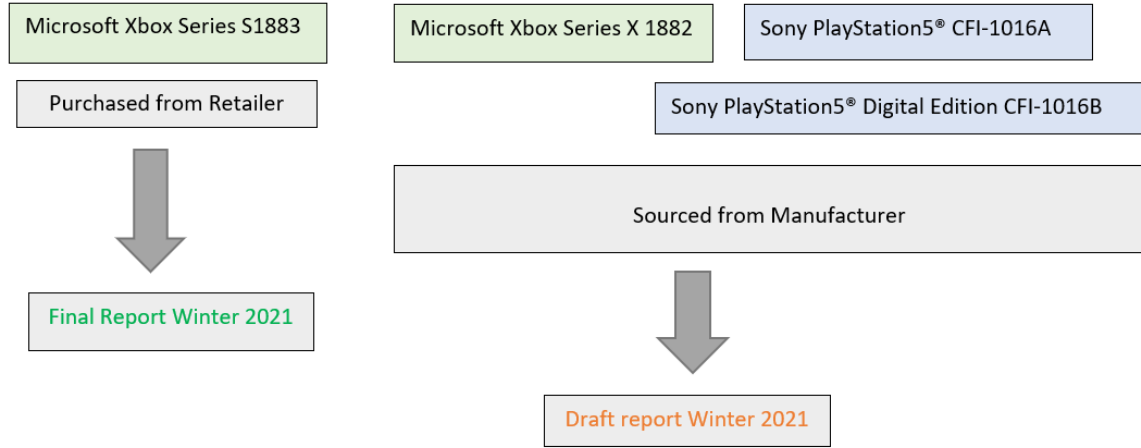 Microsoft Xbox Series S1883
Purchased from Retailer
Final Report Winter 2021
Microsoft Xbox Series X 1882
Sony PlayStation5® CFI-1016A
Sony PlayStation5® Digital Edition CFI-1016B
Sourced from Manufacturer
Draft report Winter 2021